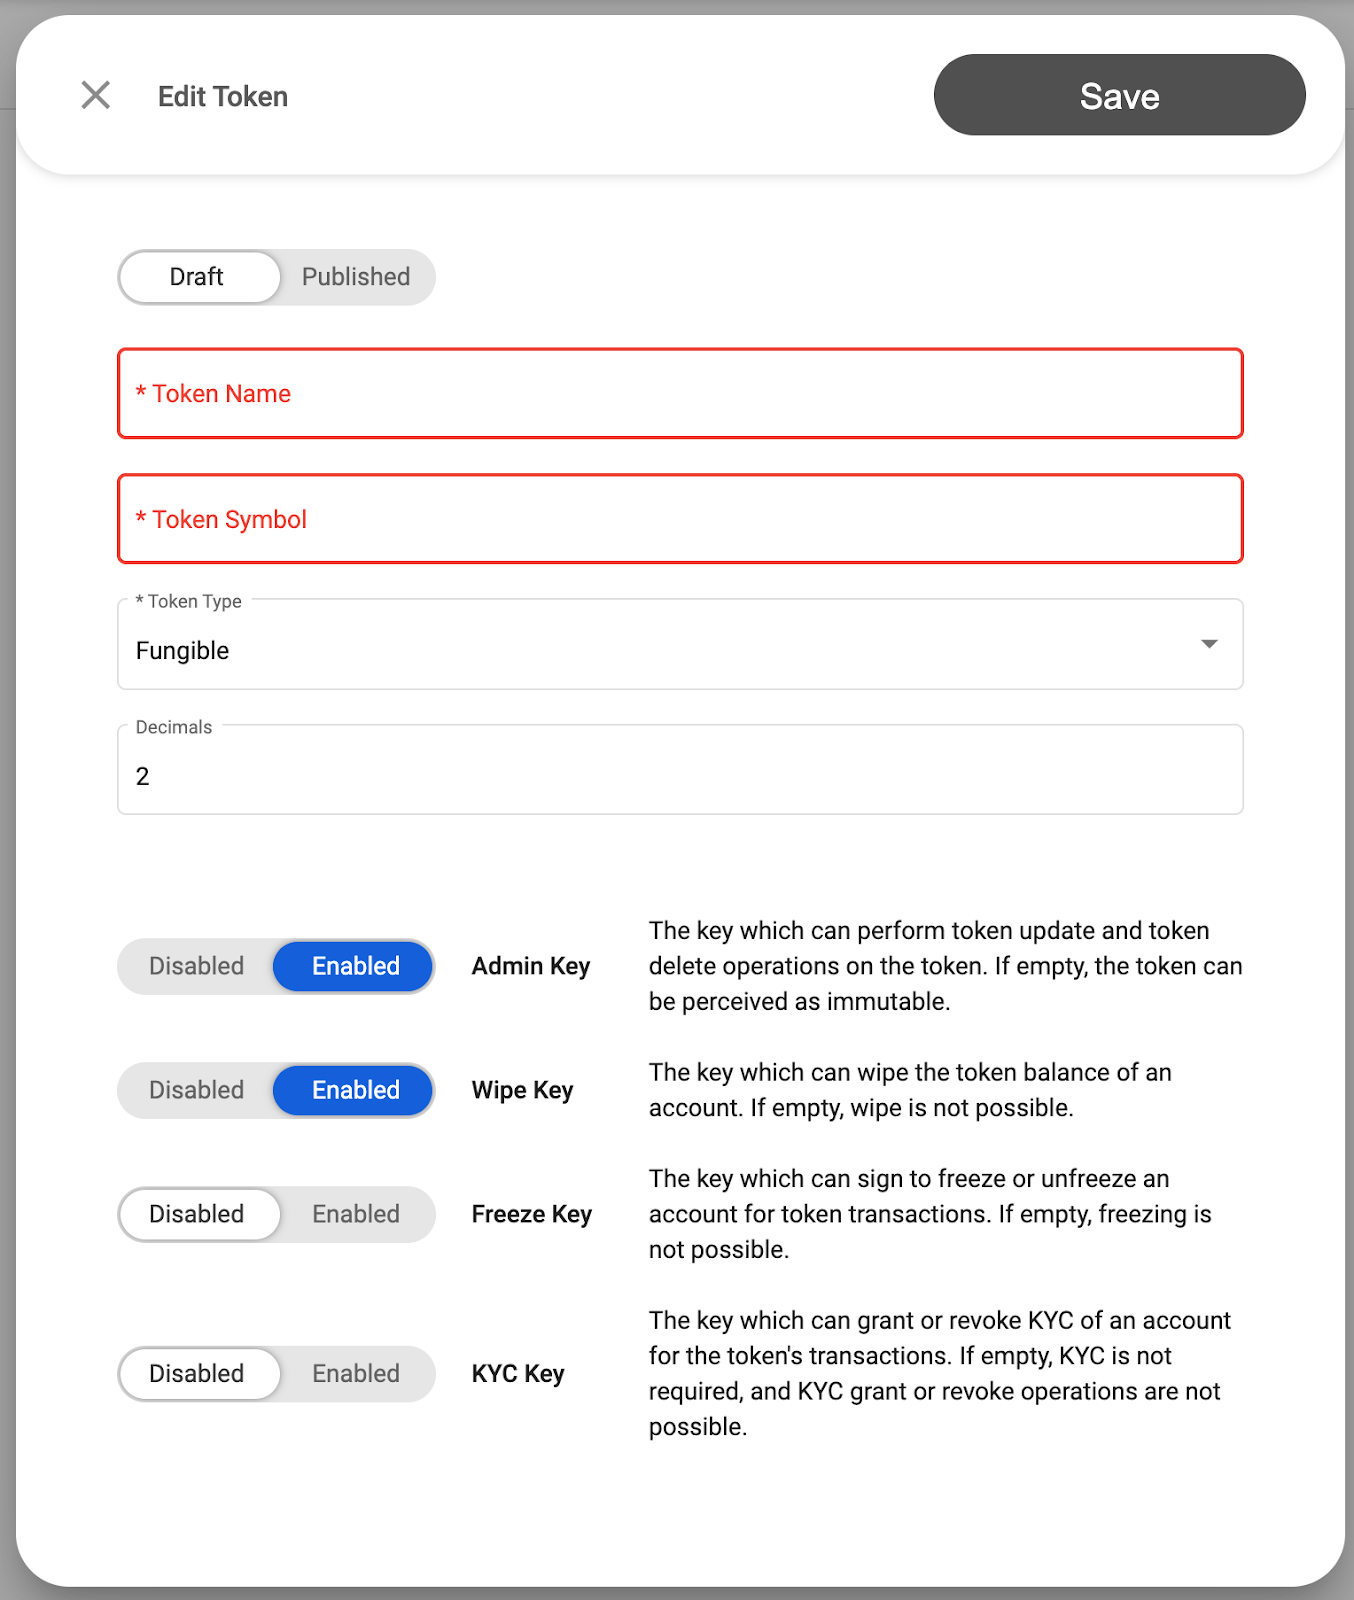 Edit Token
Save
Draft
Published
* Token Name
* Token Symbol
* Token Type
Fungible
Decimals
2
Disabled
Enabled
Admin Key
The key which can perform token update and token
delete operations on the token. If empty, the token can
be perceived as immutable.
Disabled
Enabled
Wipe Key
The key which can wipe the token balance of an
account. If empty, wipe is not possible.
Disabled
Enabled
Freeze Key
The key which can sign to freeze or unfreeze an
account for token transactions. If empty, freezing is
not possible.
Disabled
Enabled
KYC Key
The key which can grant or revoke KYC of an account
for the token's transactions. If empty, KYC is not
required, and KYC grant or revoke operations are not
possible.